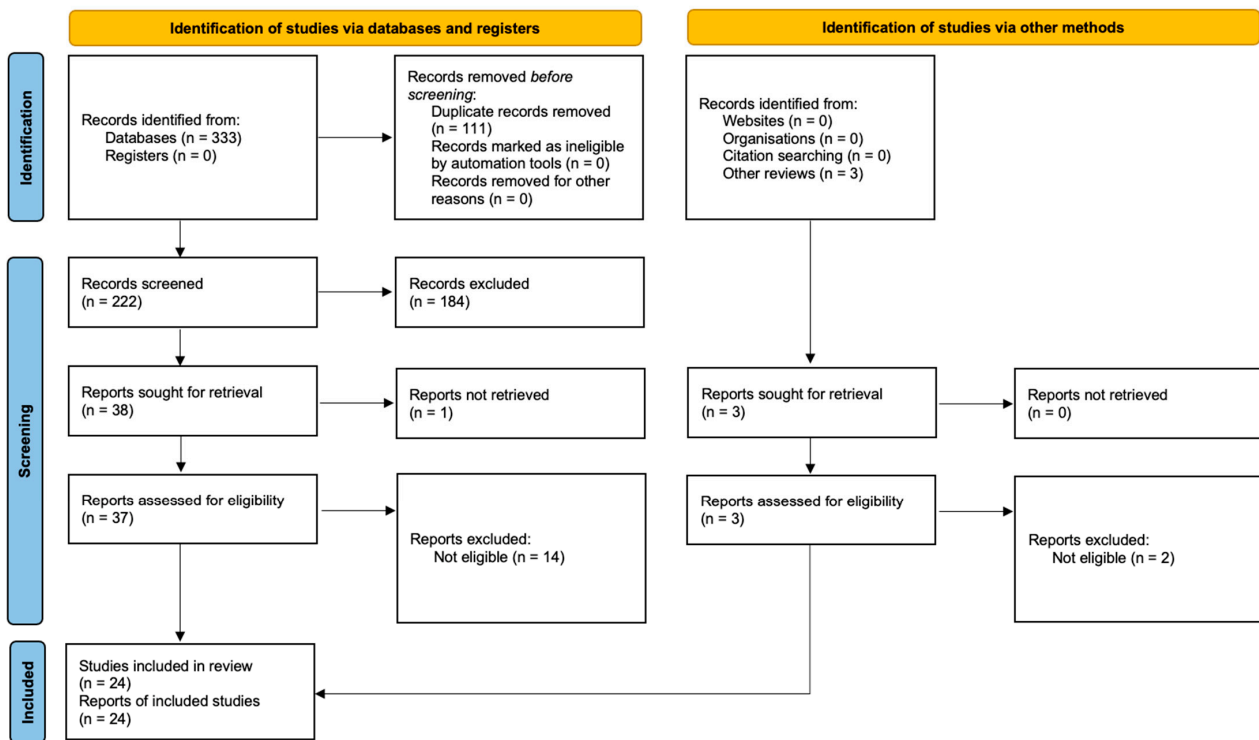 Identification of studies via databases and registers
Identification of studies via other methods
Identification
Records identified from:
Databases (n = 333)
Registers (n = 0)
Records removed before
screening:
Duplicate records removed
(n = 111)
Records marked as ineligible
by automation tools (n = 0)
Records removed for other
reasons (n = 0)
Records identified from:
Websites (n = 0)
Organisations (n = 0)
Citation searching (n = 0)
Other reviews (n = 3)
Screening
Records screened
(n = 222)
Records excluded
(n = 184)
Reports sought for retrieval
(n = 38)
Reports not retrieved
(n = 1)
Reports sought for retrieval
(n = 3)
Reports not retrieved
(n = 0)
Reports assessed for eligibility
(n = 37)
Reports excluded:
Not eligible (n = 14)
Reports assessed for eligibility
(n = 3)
Reports excluded:
Not eligible (n = 2)
Included
Studies included in review
(n = 24)
Reports of included studies
(n = 24)